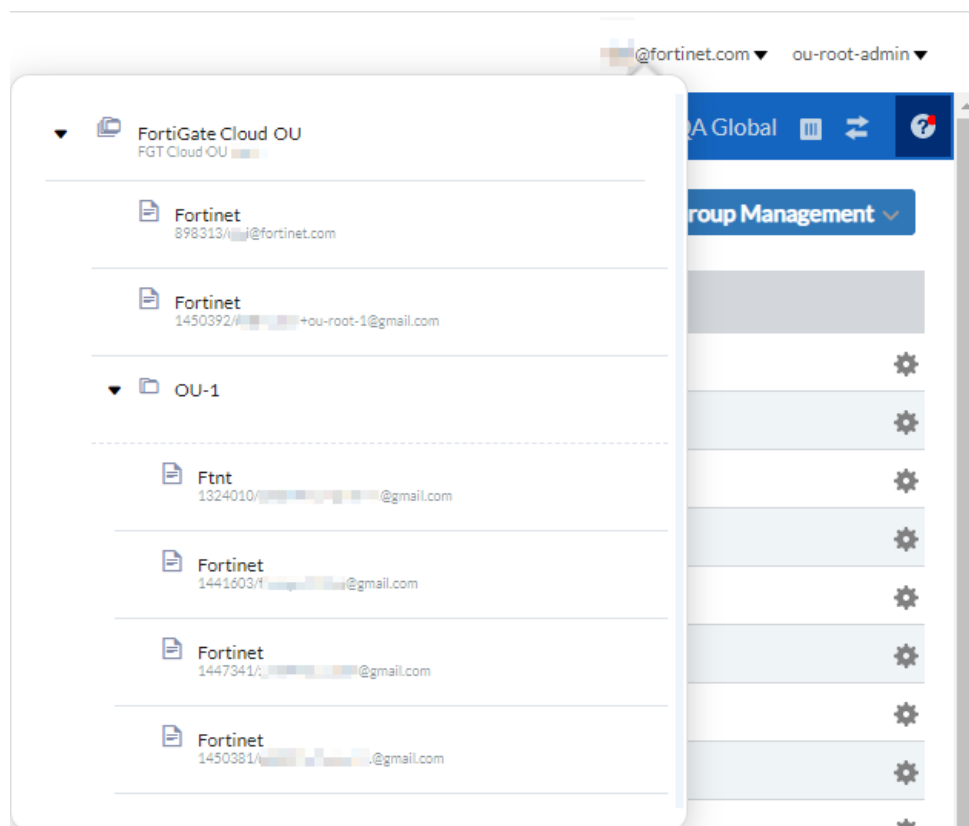 @fortinet.com ou-root-admin
FortiGate Cloud OU
FGT Cloud OU
QA Global
Fortinet
898313/ i@fortinet.com
roup Management
Fortinet
1450392/ +ou-root-1@gmail.com
OU-1
Ftnt
1324010/ @gmail.com
Fortinet
1441603/f @gmail.com
Fortinet
1447341/ @gmail.com
Fortinet
1450381/ @gmail.com